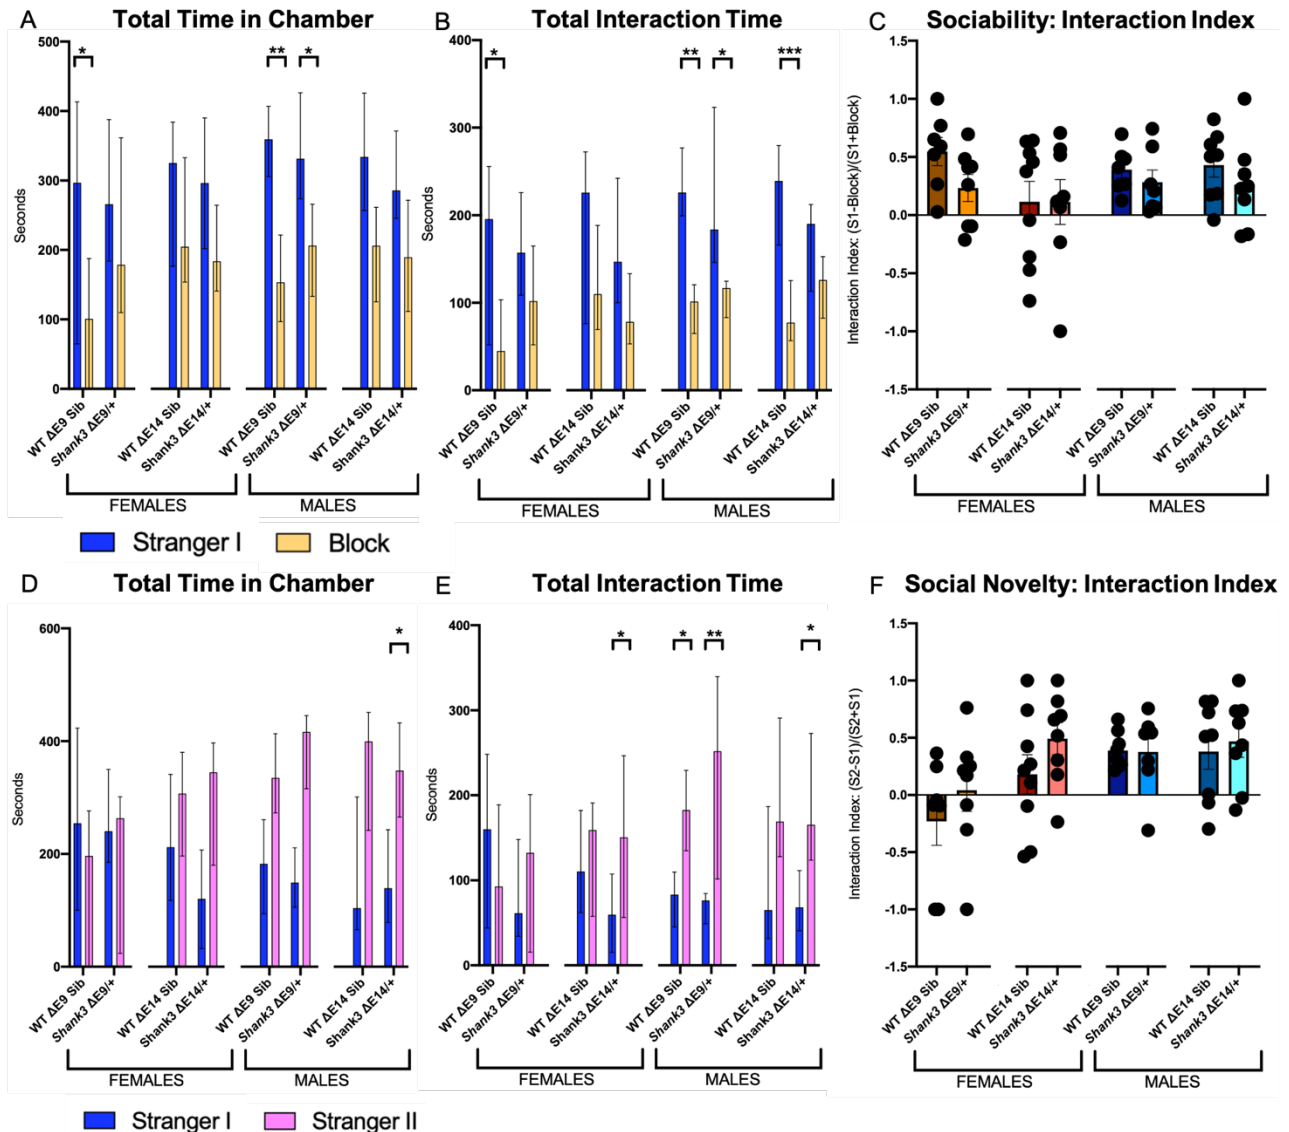 A Total Time in Chamber
500
400
300
200
100
0
Seconds
* ** *
WT ΔE9 Sib
Shank3 ΔE9/+
WT ΔE14 Sib
Shank3 ΔE14/+
WT ΔE9 Sib
Shank3 ΔE9/+
WT ΔE14 Sib
Shank3 ΔE14/+
FEMALES MALES
Stranger I Block
B Total Interaction Time
400
300
200
100
0
Seconds
* ** * ***
WT ΔE9 Sib
Shank3 ΔE9/+
WT ΔE14 Sib
Shank3 ΔE14/+
WT ΔE9 Sib
Shank3 ΔE9/+
WT ΔE14 Sib
Shank3 ΔE14/+
FEMALES MALES
C Sociability: Interaction Index
1.5
1.0
0.5
0.0
-0.5
-1.0
-1.5
Interaction Index: (S1-Block)/(S1+Block)
WT ΔE9 Sib
Shank3 ΔE9/+
WT ΔE14 Sib
Shank3 ΔE14/+
WT ΔE9 Sib
Shank3 ΔE9/+
WT ΔE14 Sib
Shank3 ΔE14/+
FEMALES MALES
D Total Time in Chamber
600
400
200
0
Seconds
*
WT ΔE9 Sib
Shank3 ΔE9/+
WT ΔE14 Sib
Shank3 ΔE14/+
WT ΔE9 Sib
Shank3 ΔE9/+
WT ΔE14 Sib
Shank3 ΔE14/+
FEMALES MALES
Stranger I Stranger II
E Total Interaction Time
400
300
200
100
0
Seconds
* * ** *
WT ΔE9 Sib
Shank3 ΔE9/+
WT ΔE14 Sib
Shank3 ΔE14/+
WT ΔE9 Sib
Shank3 ΔE9/+
WT ΔE14 Sib
Shank3 ΔE14/+
FEMALES MALES
F Social Novelty: Interaction Index
1.5
1.0
0.5
0.0
-0.5
-1.0
-1.5
Interaction Index: (S2-S1)/(S2+S1)
WT ΔE9 Sib
Shank3 ΔE9/+
WT ΔE14 Sib
Shank3 ΔE14/+
WT ΔE9 Sib
Shank3 ΔE9/+
WT ΔE14 Sib
Shank3 ΔE14/+
FEMALES MALES